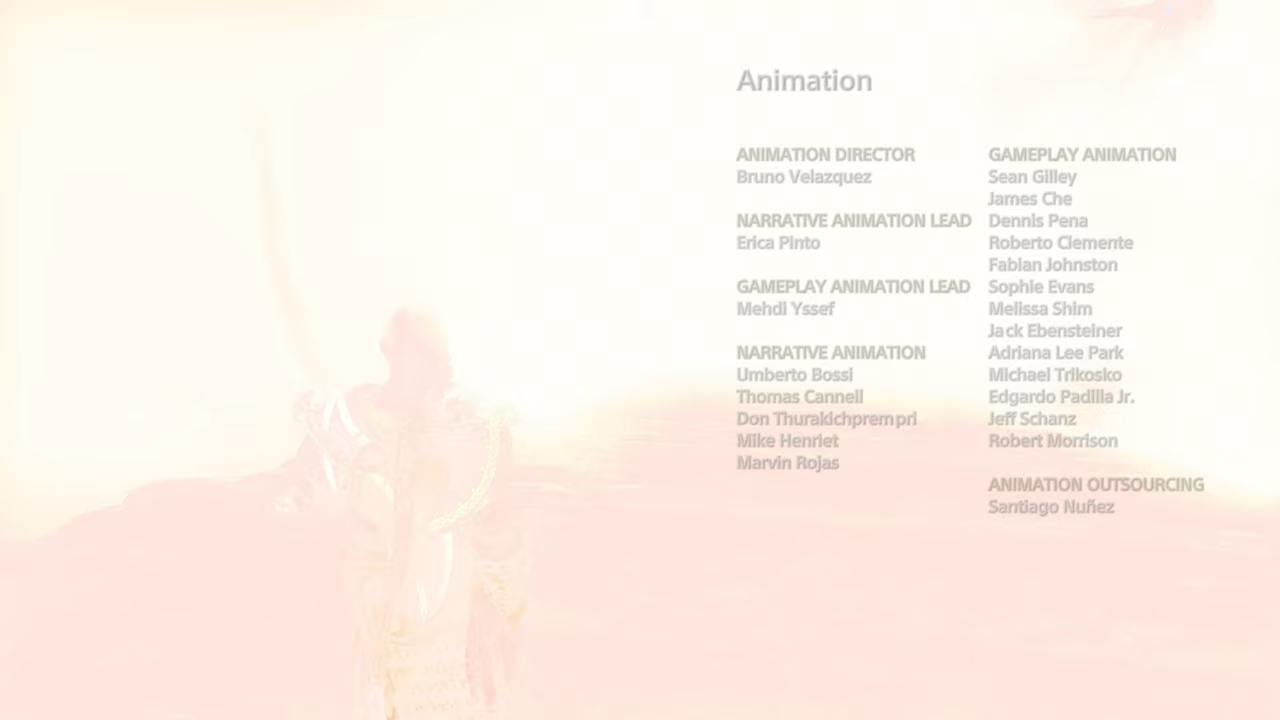 Animation
ANIMATION DIRECTOR
Bruno Velazquez
NARRATIVE ANIMATION LEAD
Erica Pinto
GAMEPLAY ANIMATION LEAD
Mehdi Yssef
NARRATIVE ANIMATION
Umberto Bossi
Thomas Cannell
Don Thurakichprempri
Mike Henriet
Marvin Rojas
GAMEPLAY ANIMATION
Sean Gilley
James Che
Dennis Pena
Roberto Clemente
Fabian Johnston
Sophie Evans
Melissa Shim
Jack Ebensteiner
Adriana Lee Park
Michael Trikosko
Edgardo Padilla Jr.
Jeff Schanz
Robert Morrison
ANIMATION OUTSOURCING
Santiago Nuñez